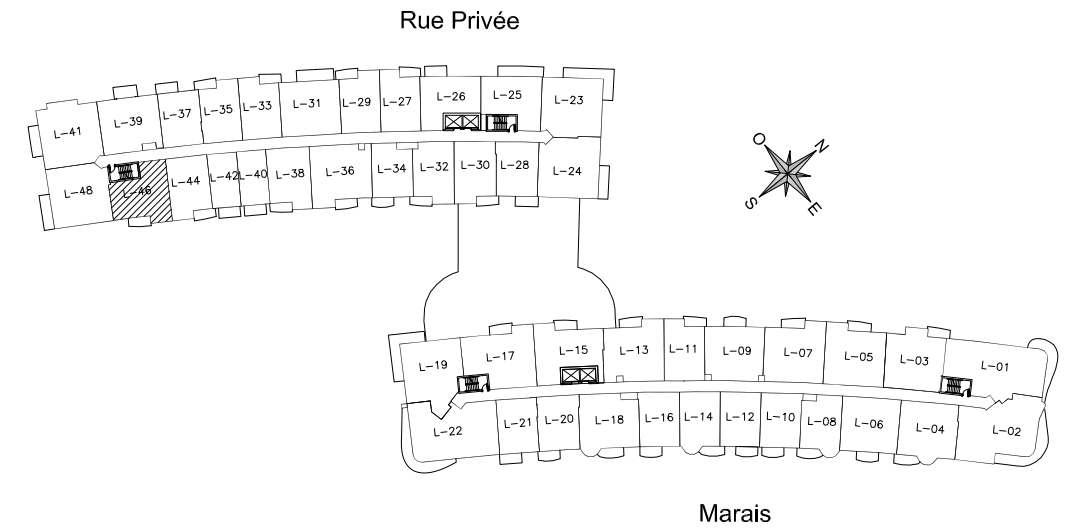 Rue Privée
L-41 L-39 L-37 L-35 L-33 L-31 L-29 L-27 L-26 L-25 L-23
L-48 L-46 L-44 L-42 L-40 L-38 L-36 L-34 L-32 L-30 L-28 L-24
O N
S E
L-19 L-17 L-15 L-13 L-11 L-09 L-07 L-05 L-03 L-01
L-22 L-21 L-20 L-18 L-16 L-14 L-12 L-10 L-08 L-06 L-04 L-02
Marais